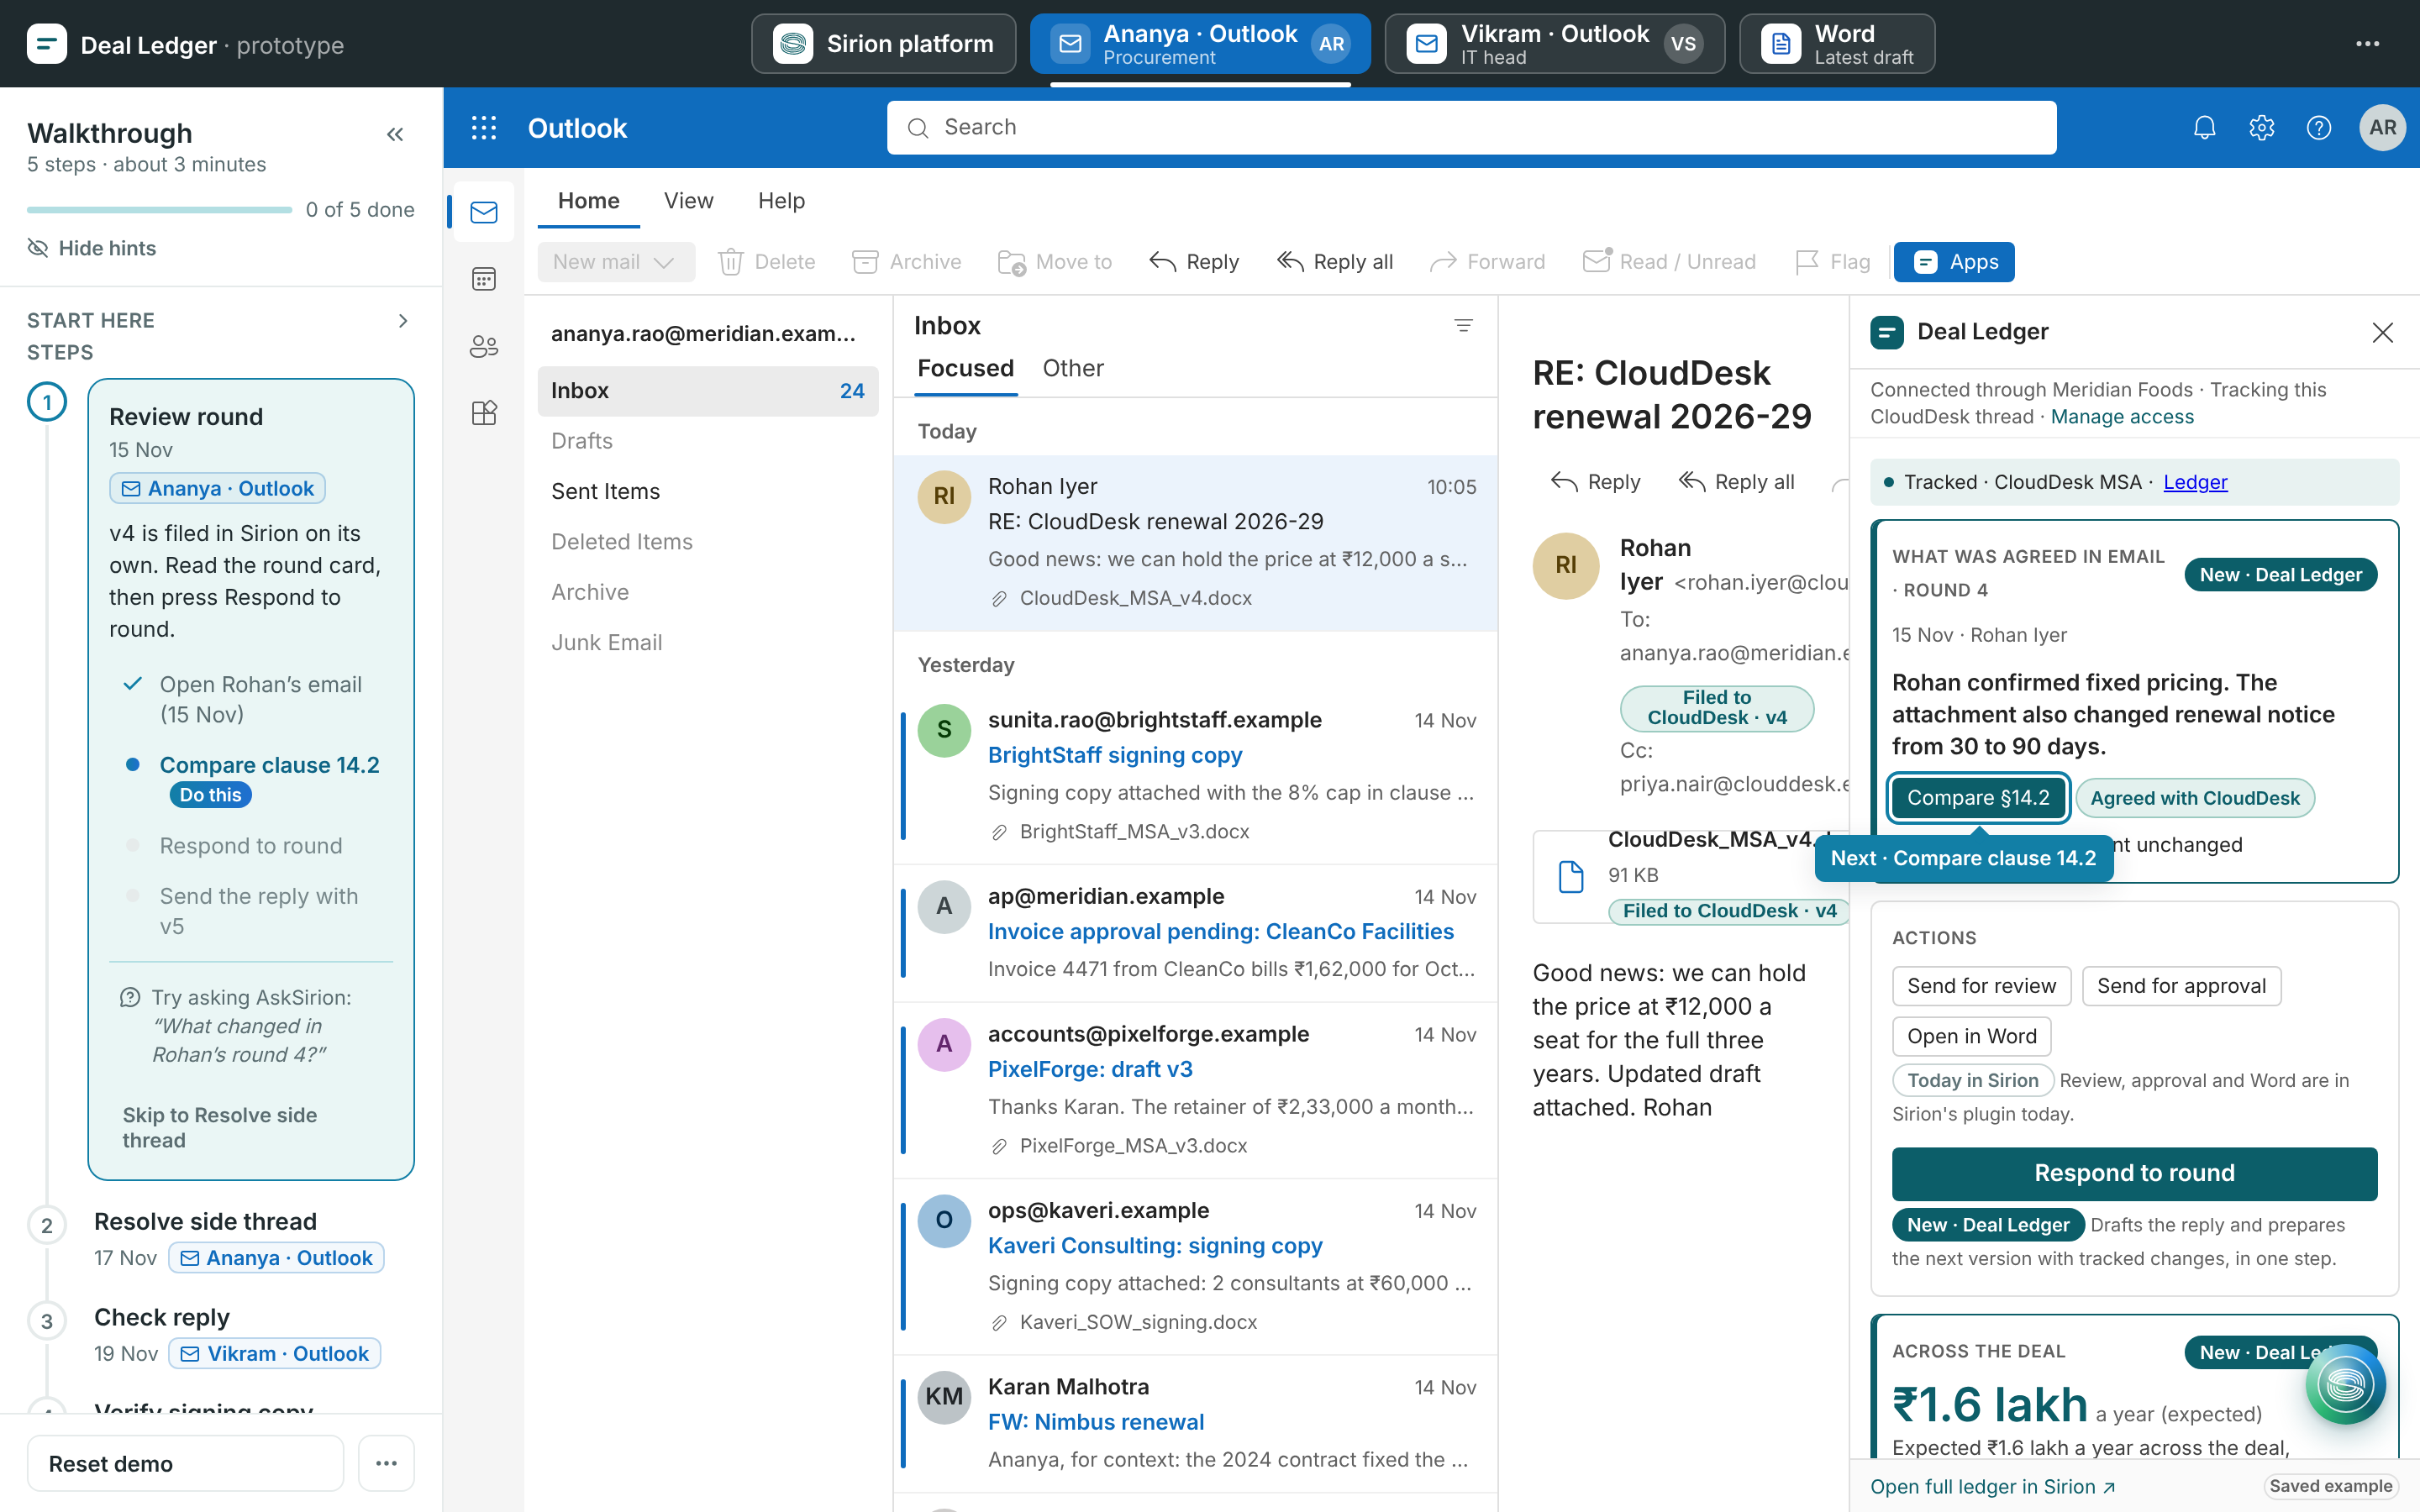 Deal Ledger · prototype
Sirion platform
Ananya · Outlook
Procurement
AR
Vikram · Outlook
IT head
VS
Word
Latest draft
Walkthrough
5 steps · about 3 minutes
0 of 5 done
Hide hints
START HERE
STEPS
1
Review round
15 Nov
Ananya · Outlook
v4 is filed in Sirion on its
own. Read the round card,
then press Respond to
round.
Open Rohan’s email
(15 Nov)
Compare clause 14.2
Do this
Respond to round
Send the reply with
v5
Try asking AskSirion:
“What changed in
Rohan’s round 4?”
Skip to Resolve side
thread
2
Resolve side thread
17 Nov
Ananya · Outlook
3
Check reply
19 Nov
Vikram · Outlook
Verify signing copy
Reset demo
Outlook
Search
AR
Home
View
Help
New mail
Delete
Archive
Move to
Reply
Reply all
Forward
Read / Unread
Flag
Apps
ananya.rao@meridian.exam...
Inbox
24
Drafts
Sent Items
Deleted Items
Archive
Junk Email
Inbox
Focused
Other
Today
RI
Rohan Iyer
10:05
RE: CloudDesk renewal 2026-29
Good news: we can hold the price at ₹12,000 a s...
CloudDesk_MSA_v4.docx
Yesterday
S
sunita.rao@brightstaff.example
14 Nov
BrightStaff signing copy
Signing copy attached with the 8% cap in clause ...
BrightStaff_MSA_v3.docx
A
ap@meridian.example
14 Nov
Invoice approval pending: CleanCo Facilities
Invoice 4471 from CleanCo bills ₹1,62,000 for Oct...
A
accounts@pixelforge.example
14 Nov
PixelForge: draft v3
Thanks Karan. The retainer of ₹2,33,000 a month...
PixelForge_MSA_v3.docx
O
ops@kaveri.example
14 Nov
Kaveri Consulting: signing copy
Signing copy attached: 2 consultants at ₹60,000 ...
Kaveri_SOW_signing.docx
KM
Karan Malhotra
14 Nov
FW: Nimbus renewal
Ananya, for context: the 2024 contract fixed the ...
RE: CloudDesk
renewal 2026-29
Reply
Reply all
RI
Rohan
Iyer <rohan.iyer@clou
To:
ananya.rao@meridian.e
Filed to
CloudDesk · v4
Cc:
priya.nair@clouddesk.e
CloudDesk_MSA_v4.
91 KB
Filed to CloudDesk · v4
Good news: we can hold
the price at ₹12,000 a
seat for the full three
years. Updated draft
attached. Rohan
Deal Ledger
Connected through Meridian Foods · Tracking this
CloudDesk thread · Manage access
Tracked · CloudDesk MSA · Ledger
WHAT WAS AGREED IN EMAIL
· ROUND 4
New · Deal Ledger
15 Nov · Rohan Iyer
Rohan confirmed fixed pricing. The
attachment also changed renewal notice
from 30 to 90 days.
Compare §14.2
Agreed with CloudDesk
Next · Compare clause 14.2
nt unchanged
ACTIONS
Send for review
Send for approval
Open in Word
Today in Sirion Review, approval and Word are in
Sirion's plugin today.
Respond to round
New · Deal Ledger Drafts the reply and prepares
the next version with tracked changes, in one step.
ACROSS THE DEAL
New · Deal Le
₹1.6 lakh a year (expected)
Expected ₹1.6 lakh a year across the deal,
Open full ledger in Sirion ↗
Saved example